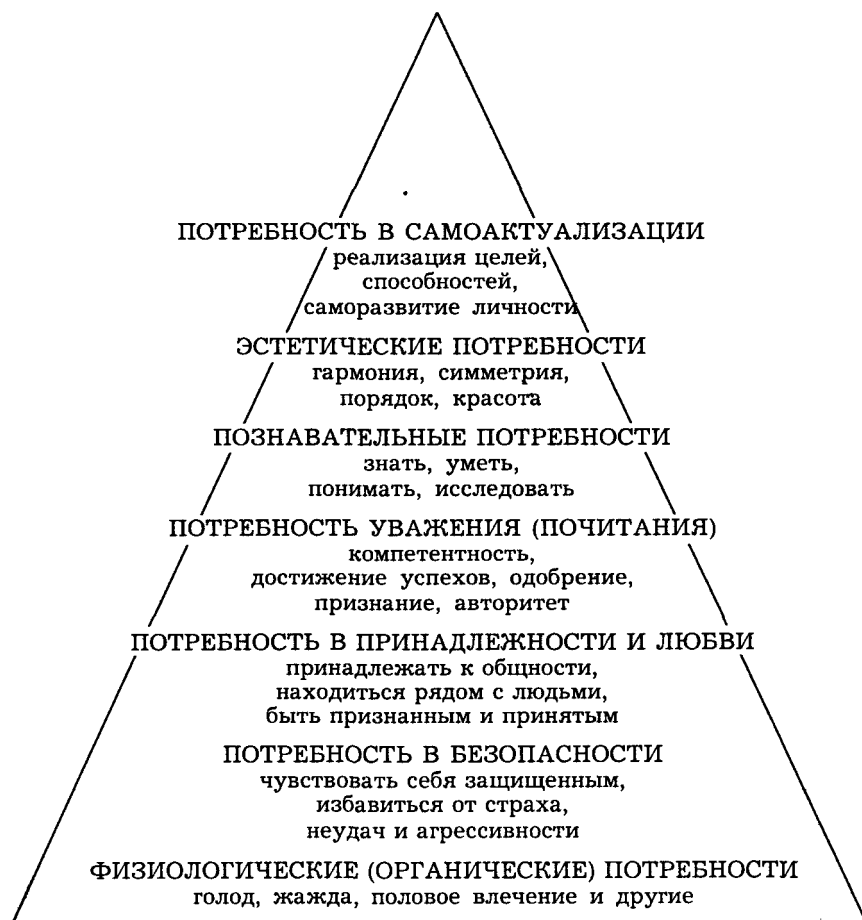 ПОТРЕБНОСТЬ В САМОАКТУАЛИЗАЦИИ
реализация целей,
способностей,
саморазвитие личности
ЭСТЕТИЧЕСКИЕ ПОТРЕБНОСТИ
гармония, симметрия,
порядок, красота
ПОЗНАВАТЕЛЬНЫЕ ПОТРЕБНОСТИ
знать, уметь,
понимать, исследовать
ПОТРЕБНОСТЬ УВАЖЕНИЯ (ПОЧИТАНИЯ)
компетентность,
достижение успехов, одобрение,
признание, авторитет
ПОТРЕБНОСТЬ В ПРИНАДЛЕЖНОСТИ И ЛЮБВИ
принадлежать к общности,
находиться рядом с людьми,
быть признанным и принятым
ПОТРЕБНОСТЬ В БЕЗОПАСНОСТИ
чувствовать себя защищенным,
избавиться от страха,
неудач и агрессивности
ФИЗИОЛОГИЧЕСКИЕ (ОРГАНИЧЕСКИЕ) ПОТРЕБНОСТИ
голод, жажда, половое влечение и другие